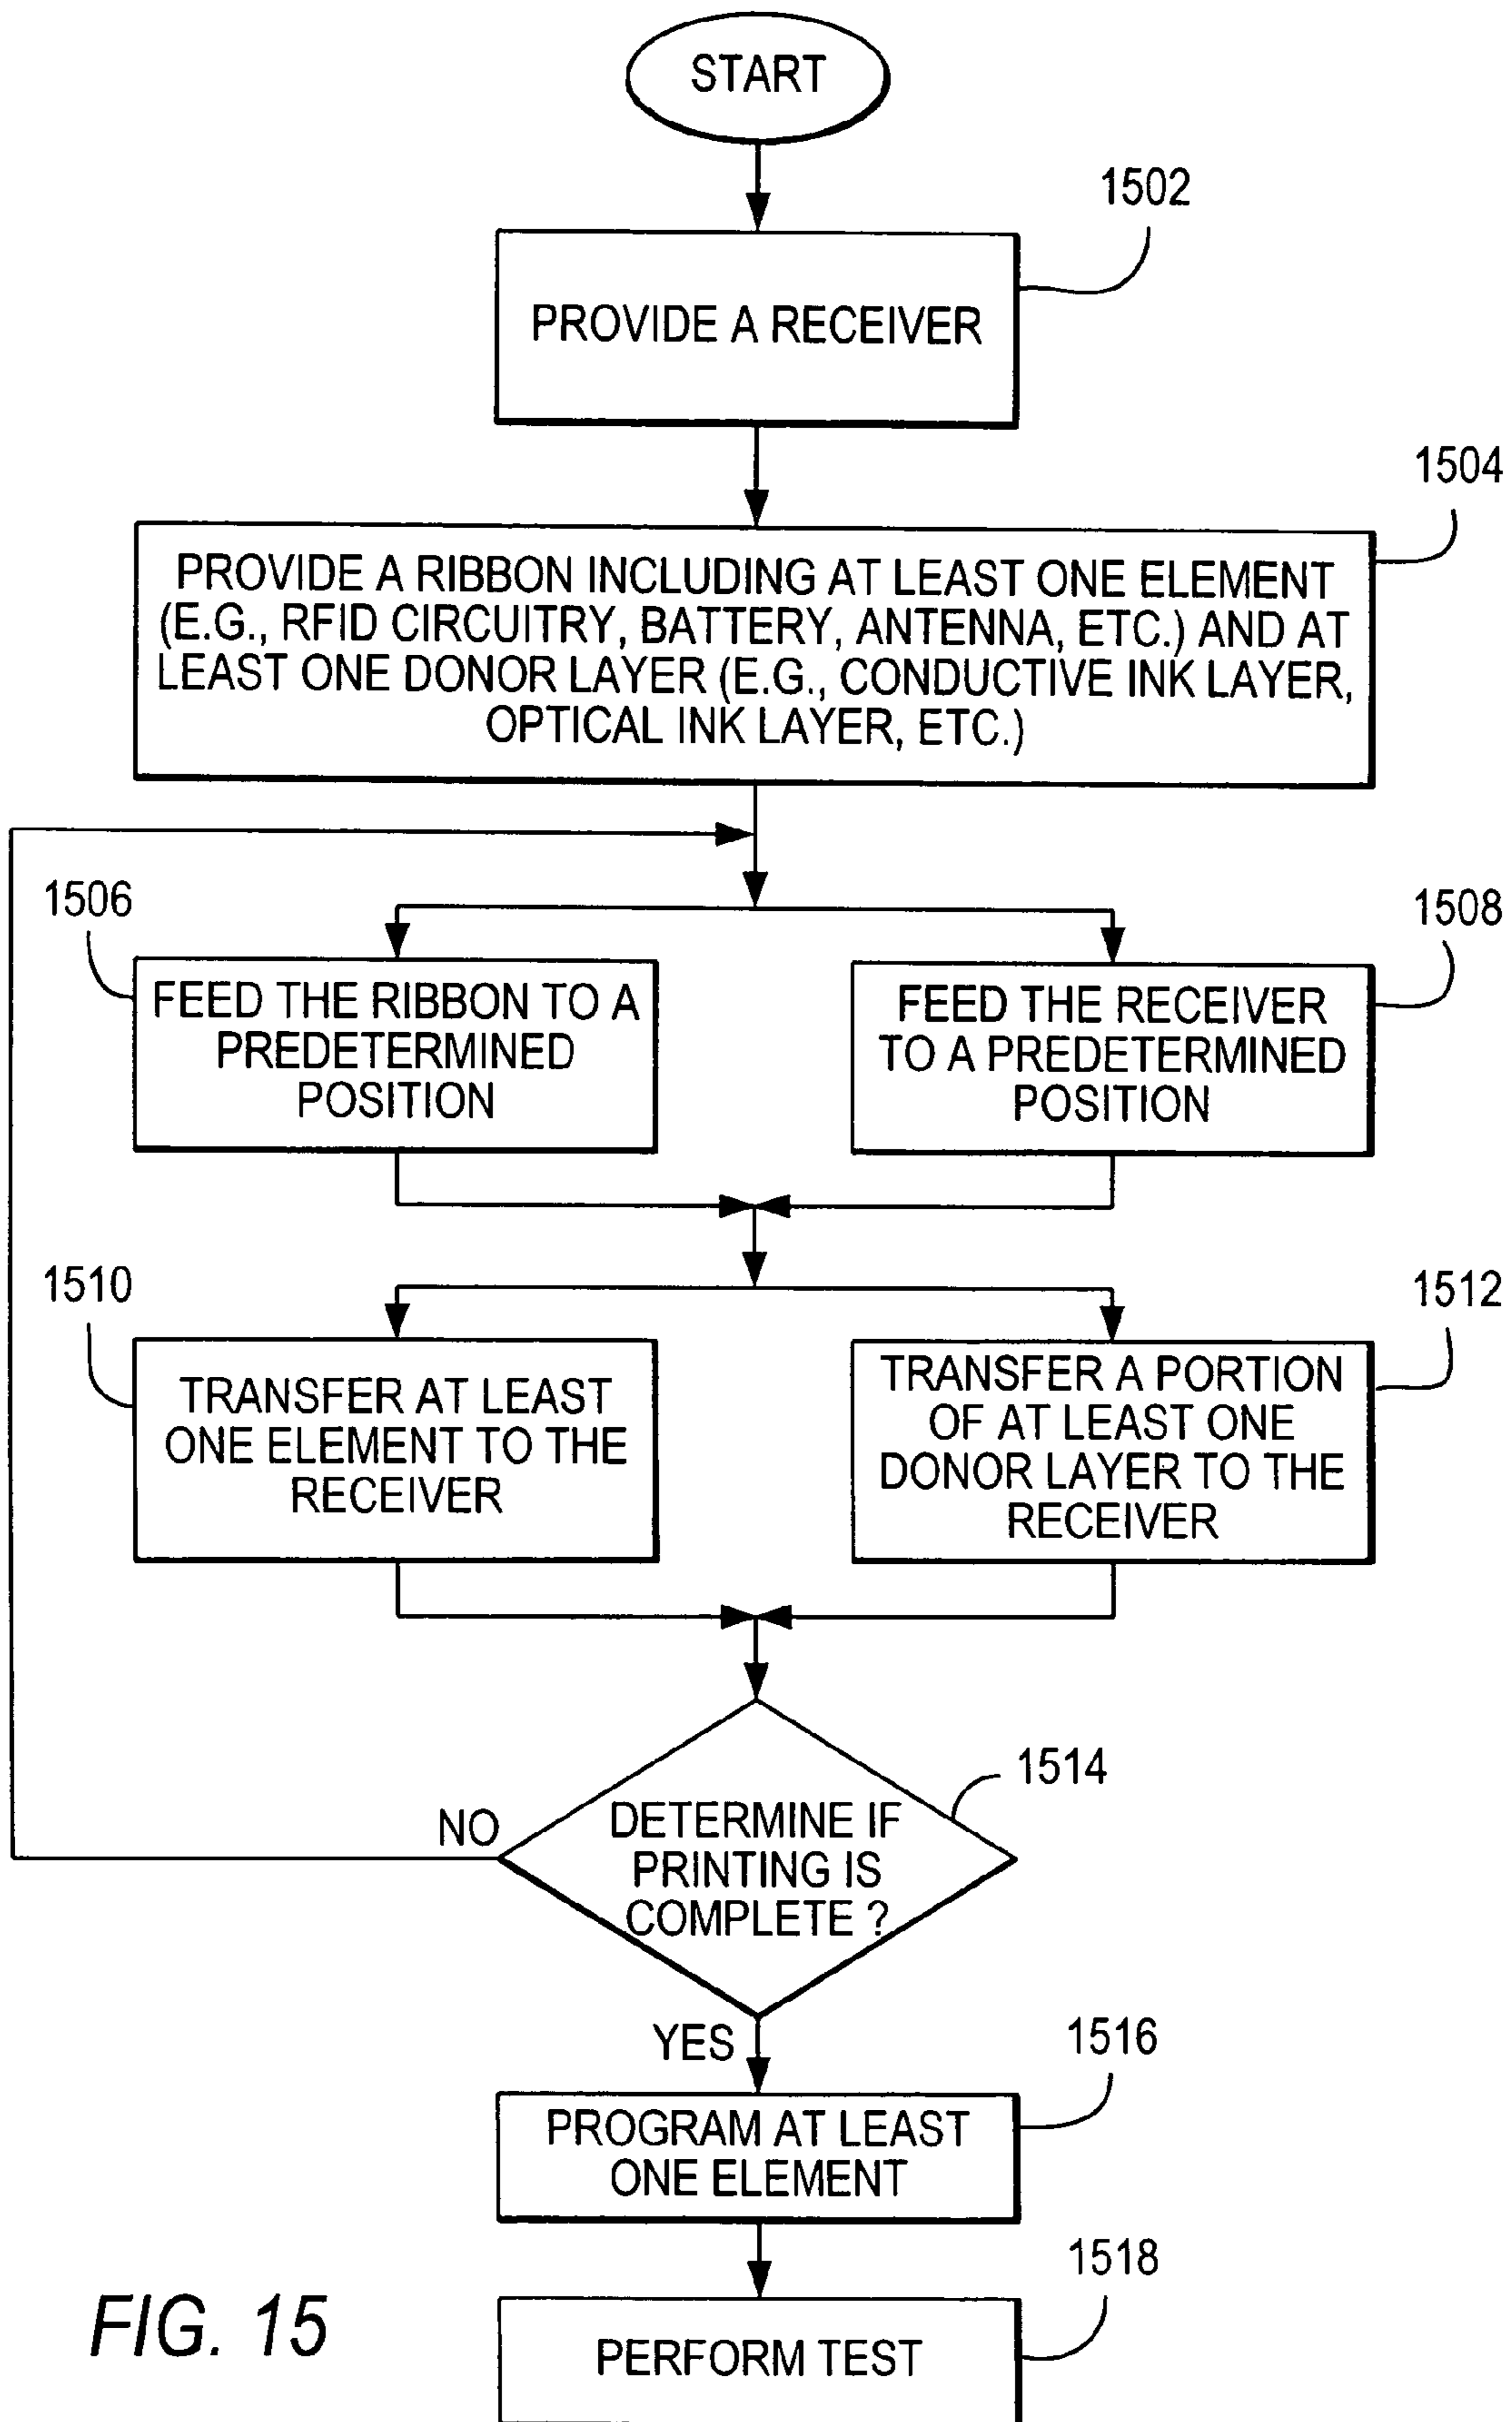 START
1502
PROVIDE A RECEIVER
1504
PROVIDE A RIBBON INCLUDING AT LEAST ONE ELEMENT
(E.G., RFID CIRCUITRY, BATTERY, ANTENNA, ETC.) AND AT
LEAST ONE DONOR LAYER (E.G., CONDUCTIVE INK LAYER,
OPTICAL INK LAYER, ETC.)
1506
FEED THE RIBBON TO A
PREDETERMINED
POSITION
1508
FEED THE RECEIVER
TO A PREDETERMINED
POSITION
1510
TRANSFER AT LEAST
ONE ELEMENT TO THE
RECEIVER
1512
TRANSFER A PORTION
OF AT LEAST ONE
DONOR LAYER TO THE
RECEIVER
1514
NO
DETERMINE IF
PRINTING IS
COMPLETE ?
YES
1516
PROGRAM AT LEAST
ONE ELEMENT
1518
PERFORM TEST
FIG. 15